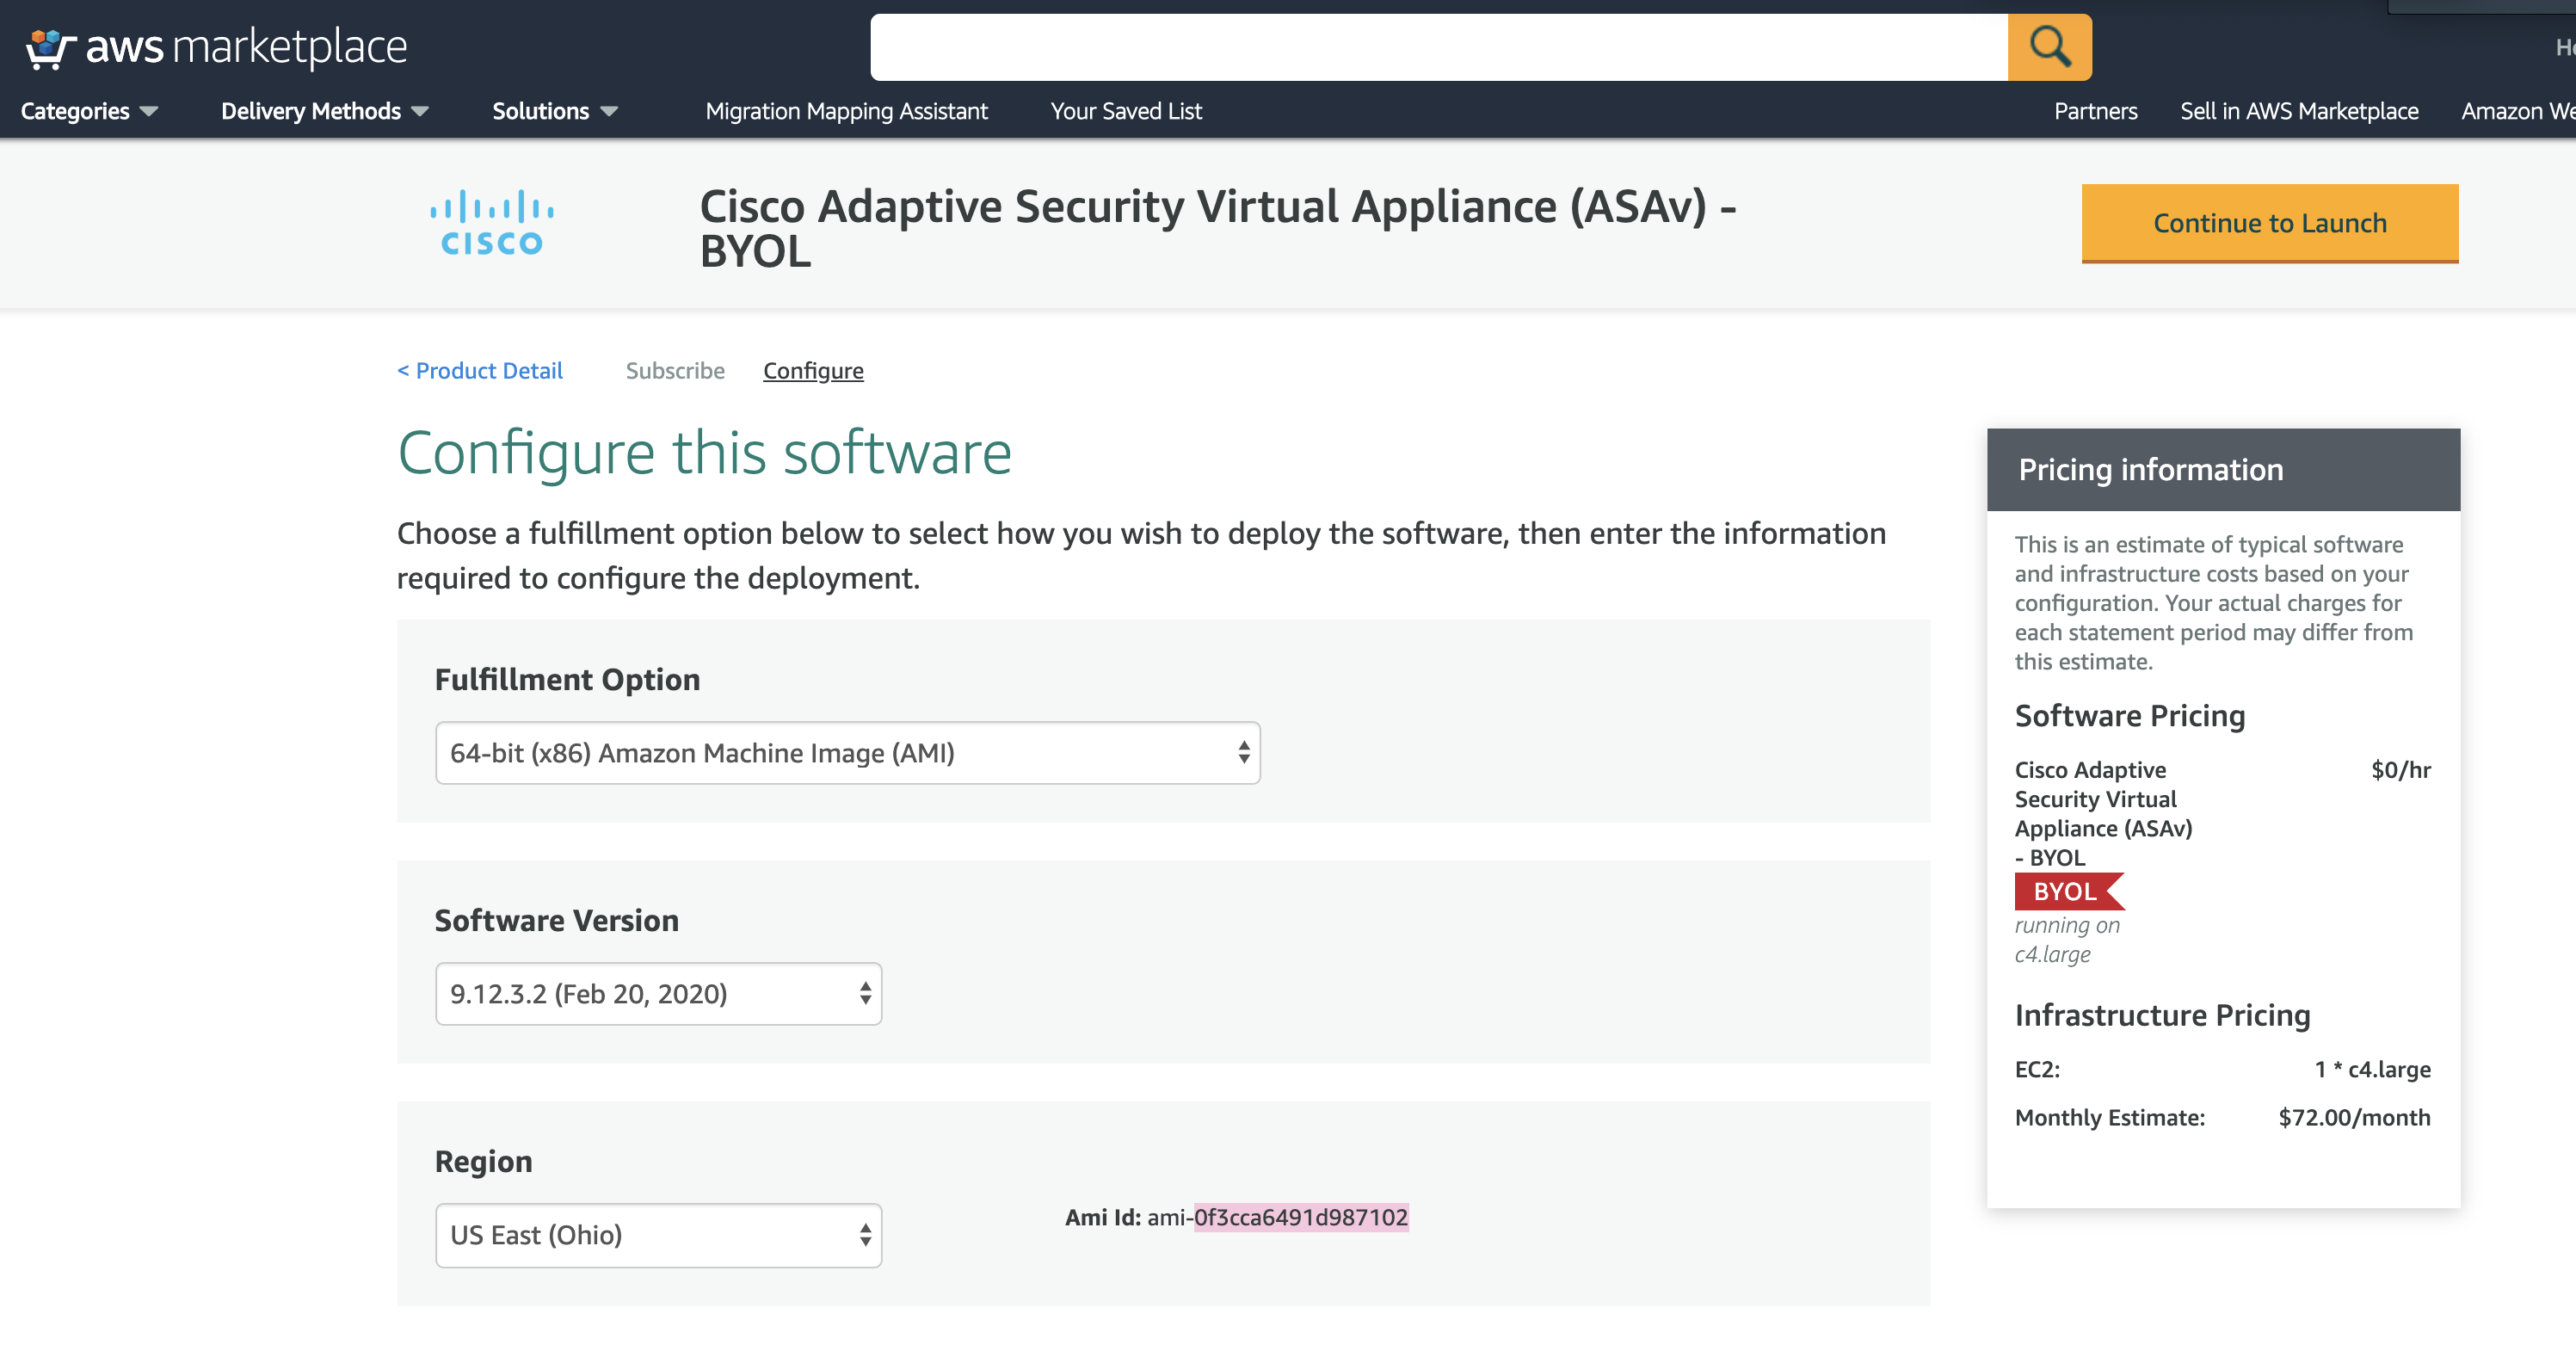 aws marketplace
He
Categories
Delivery Methods
Solutions
Migration Mapping Assistant
Your Saved List
Partners
Sell in AWS Marketplace
Amazon We
CISCO
Cisco Adaptive Security Virtual Appliance (ASAv) -
BYOL
Continue to Launch
< Product Detail
Subscribe
Configure
Configure this software
Choose a fulfillment option below to select how you wish to deploy the software, then enter the information
required to configure the deployment.
Fulfillment Option
64-bit (x86) Amazon Machine Image (AMI)
Software Version
9.12.3.2 (Feb 20, 2020)
Region
US East (Ohio)
Ami Id: ami-0f3cca6491d987102
Pricing information
This is an estimate of typical software
and infrastructure costs based on your
configuration. Your actual charges for
each statement period may differ from
this estimate.
Software Pricing
Cisco Adaptive $0/hr
Security Virtual
Appliance (ASAv)
- BYOL
BYOL
running on
c4.large
Infrastructure Pricing
EC2: 1 * c4.large
Monthly Estimate: $72.00/month